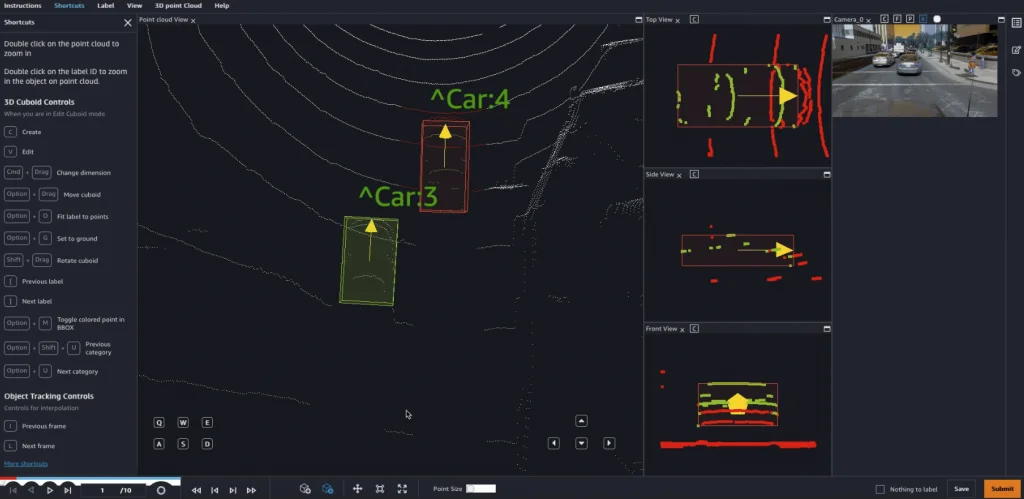 Instructions Shortcuts Label View 3D point Cloud Help
Shortcuts
Double click on the point cloud to
zoom in
Double click on the label ID to zoom
in the object on point cloud.
3D Cuboid Controls
When you are in Edit Cuboid mode
C Create
V Edit
Cmd + Drag Change dimension
Option + Drag Move cuboid
Option + O Fit label to points
Option + G Set to ground
Shift + Drag Rotate cuboid
[ Previous label
] Next label
Option + M Toggle colored point in
BBOX
Option + Shift + U Previous
category
Option + U Next category
Object Tracking Controls
Controls for interpolation
Previous frame
L Next frame
More shortcuts
Point cloud View
^Car:4
^Car:3
Q W E
A S D
Top View C
Side View C
Front View C
Camera_0 C F P
1 /10
Point Size
Nothing to label
Save
Submit